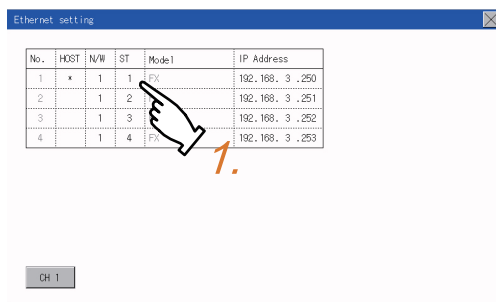 Ethernet setting
No. HOST N/W ST Model IP Address
1 * 1 1 FX 192.168. 3 .250
2 1 2 192.168. 3 .251
3 1 3 192.168. 3 .252
4 1 4 FX 192.168. 3 .253
1.
CH 1